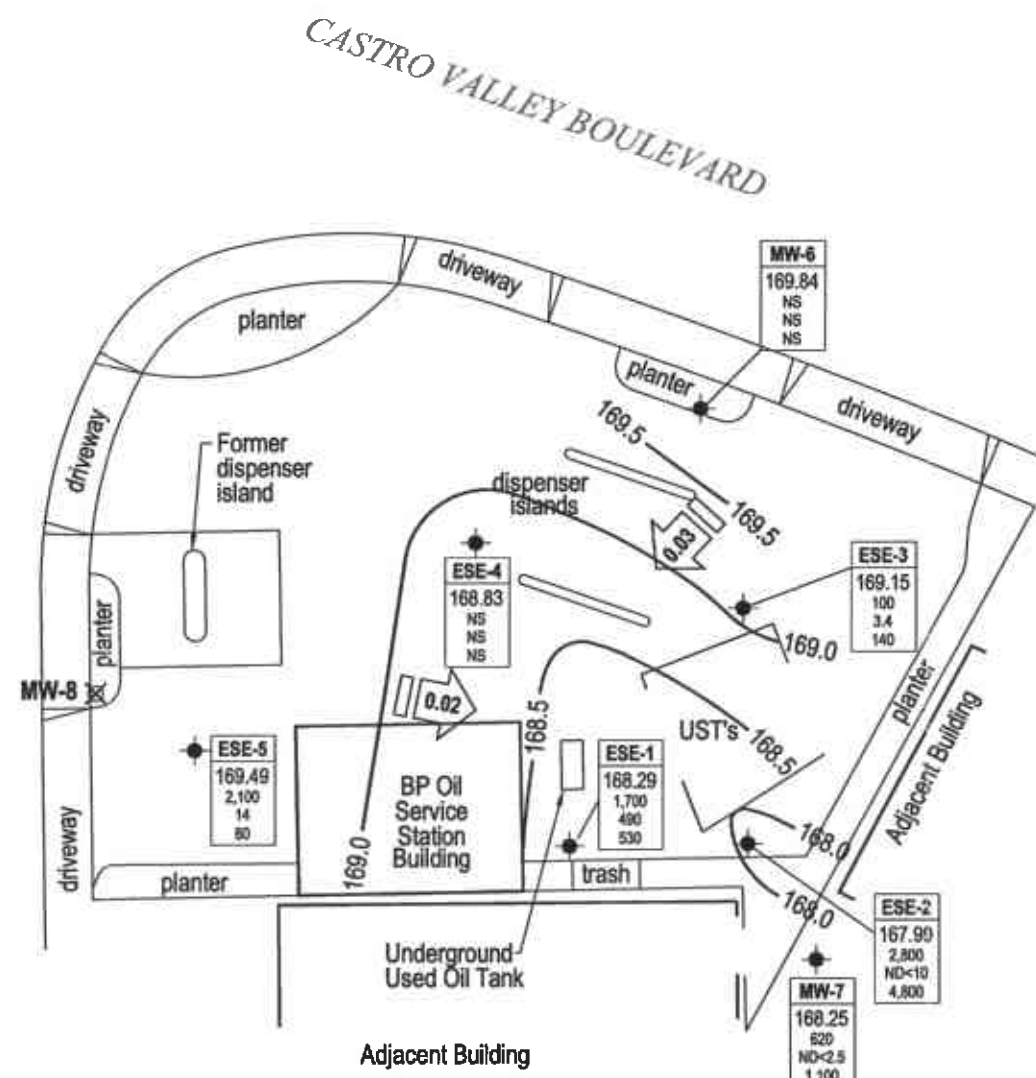 CASTRO VALLEY BOULEVARD
MW-6
169.84
NS
NS
NS
driveway
planter
planter
driveway
driveway
Former
dispenser
island
169.5
169.5
dispenser
islands
0.03
ESE-3
169.15
100
3.4
140
ESE-4
168.83
NS
NS
NS
169.0
planter
planter
MW-8
0.02
168.5
UST's
168.5
Adjacent Building
ESE-5
169.49
2,100
14
60
BP Oil
Service
Station
Building
ESE-1
168.29
1,700
490
530
169.0
driveway
planter
trash
168.0
168.0
ESE-2
167.99
2,800
ND<10
4,800
Underground
Used Oil Tank
MW-7
168.25
620
ND<2.5
1,100
Adjacent Building